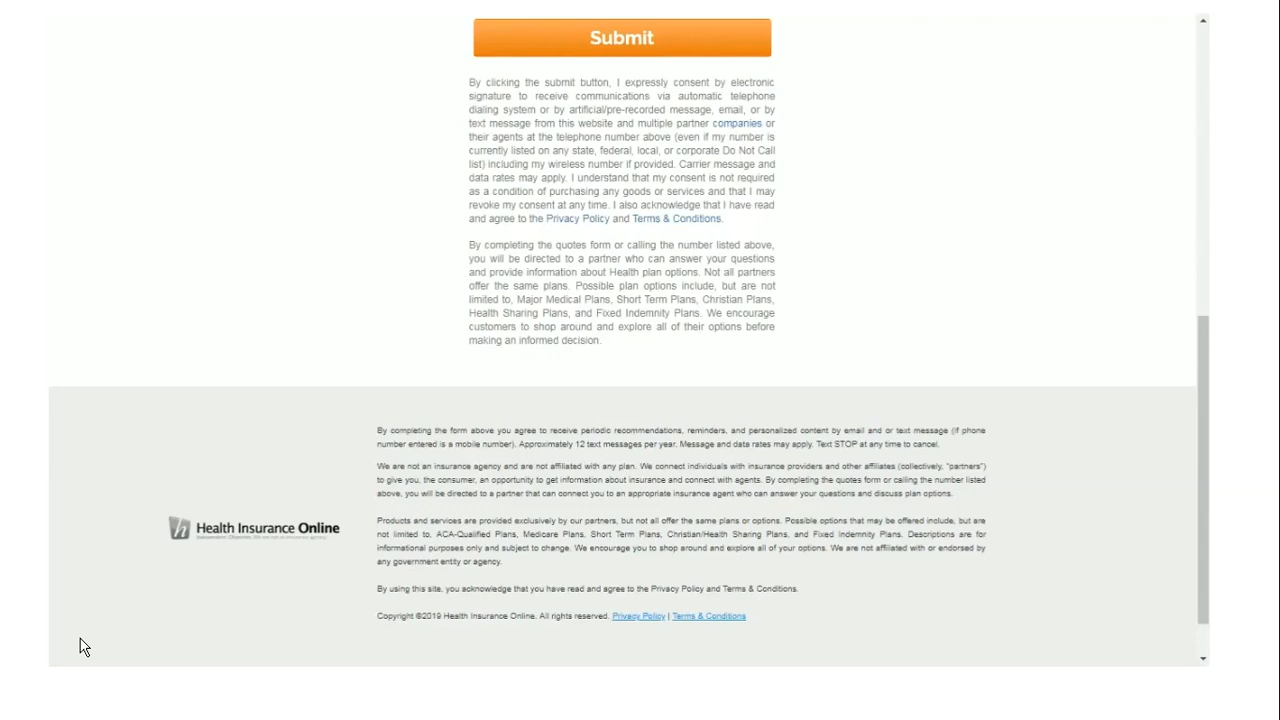 Submit
By clicking the submit button, I expressly consent by electronic
signature to receive communications via automatic telephone
dialing system or by artificial/pre-recorded message, email, or by
text message from this website and multiple partner companies or
their agents at the telephone number above (even if my number is
currently listed on any state, federal, local, or corporate Do Not Call
list) including my wireless number if provided. Carrier message and
data rates may apply. I understand that my consent is not required
as a condition of purchasing any goods or services and that I may
revoke my consent at any time. I also acknowledge that I have read
and agree to the Privacy Policy and Terms & Conditions.
By completing the quotes form or calling the number listed above,
you will be directed to a partner who can answer your questions
and provide information about Health plan options. Not all partners
offer the same plans. Possible plan options include, but are not
limited to, Major Medical Plans, Short Term Plans, Christian Plans,
Health Sharing Plans, and Fixed Indemnity Plans. We encourage
customers to shop around and explore all of their options before
making an informed decision.
By completing the form above you agree to receive periodic recommendations, reminders, and personalized content by email and or text message (if phone
number entered is a mobile number). Approximately 12 text messages per year. Message and data rates may apply. Text STOP at any time to cancel.
We are not an insurance agency and are not affiliated with any plan. We connect individuals with insurance providers and other affiliates (collectively, "partners")
to give you, the consumer, an opportunity to get information about insurance and connect with agents. By completing the quotes form or calling the number listed
above, you will be directed to a partner that can connect you to an appropriate insurance agent who can answer your questions and discuss plan options.
Health Insurance Online
Products and services are provided exclusively by our partners, but not all offer the same plans or options. Possible options that may be offered include, but are
not limited to, ACA-Qualified Plans, Medicare Plans, Short Term Plans, Christian/Health Sharing Plans, and Fixed Indemnity Plans. Descriptions are for
informational purposes only and subject to change. We encourage you to shop around and explore all of your options. We are not affiliated with or endorsed by
any government entity or agency.
By using this site, you acknowledge that you have read and agree to the Privacy Policy and Terms & Conditions.
Copyright ©2019 Health Insurance Online. All rights reserved. Privacy Policy | Terms & Conditions